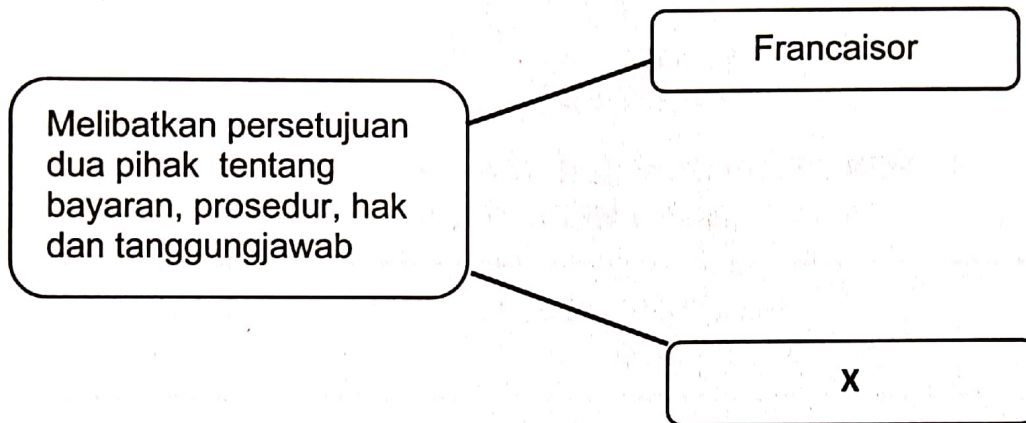 Francaisor
Melibatkan persetujuan
dua pihak tentang
bayaran, prosedur, hak
dan tanggungjawab
X